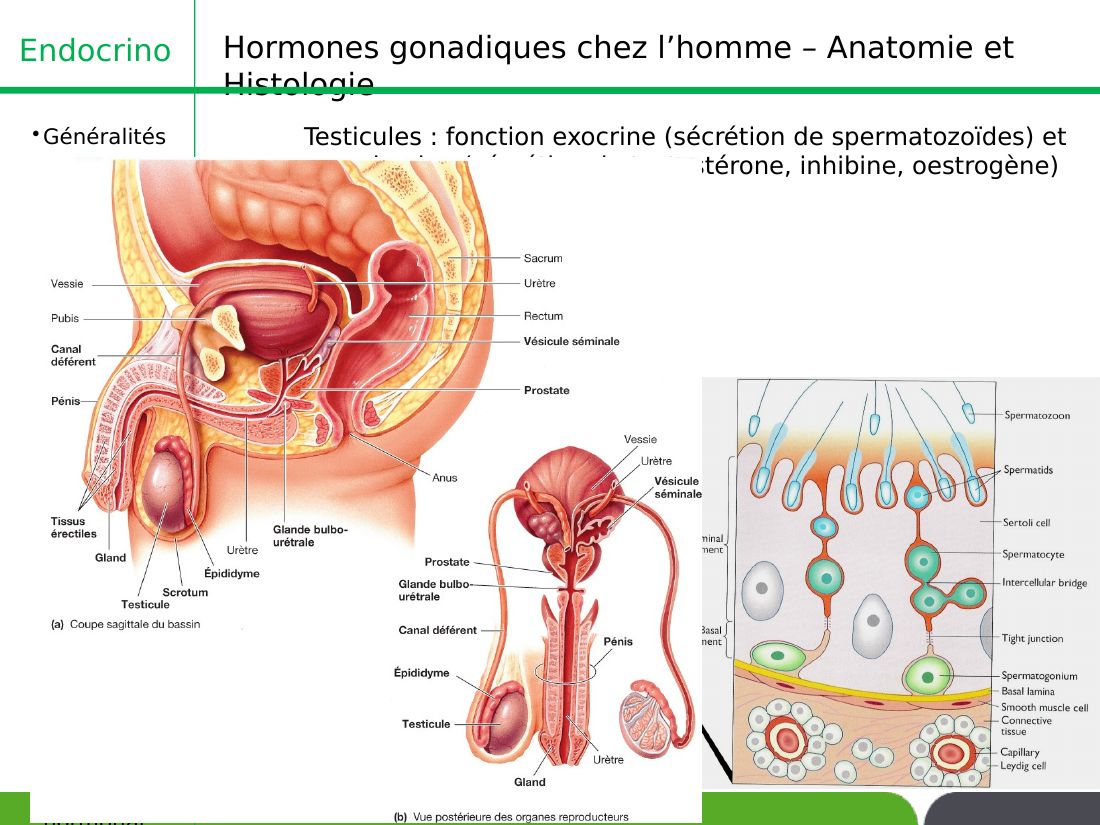 Endocrino
Hormones gonadiques chez l’homme – Anatomie et
Histologie
•Généralités
Testicules : fonction exocrine (sécrétion de spermatozoïdes) et
stérone, inhibine, oestrogène)
Sacrum
Vessie
Urètre
Pubis
Rectum
Canal
déférent
Vésicule séminale
Pénis
Prostate
Anus
Tissus
érectiles
Glande bulbo-
urétrale
Gland
Urètre
Épididyme
Scrotum
Testicule
(a) Coupe sagittale du bassin
Vessie
Urètre
Vésicule
séminale
Prostate
Glande bulbo-
urétrale
Canal déférent
Pénis
Épididyme
Testicule
Urètre
Gland
(b) Vue postérieure des organes reproducteurs
Spermatozoon
Spermatids
Sertoli cell
minal
ment
Spermatocyte
Intercellular bridge
Basal
ment
Tight junction
Spermatogonium
Basal lamina
Smooth muscle cell
Connective
tissue
Capillary
Leydig cell